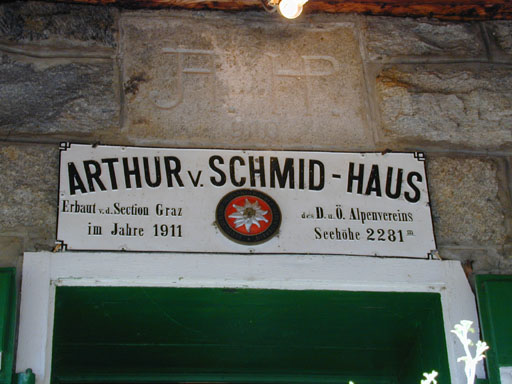 ARTHUR v. SCHMID - HAUS
Erbaut v. d. Section Graz des D. u. Ö. Alpenvereins
im Jahre 1911 Seehöhe 2281 m